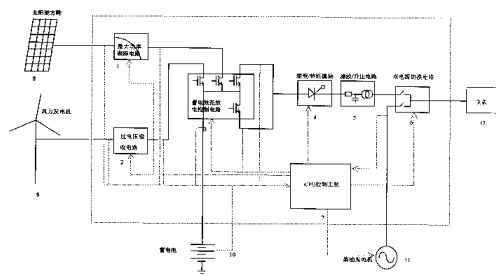 太阳能方阵
8
最大功率
跟踪电路
1
风力发电机
9
过电压吸
收电路
2
蓄电池充放
电控制电路
3
逆变/整流模块
4
滤波/升压电路
5
双电源切换电路
6
负载
12
CPU控制主板
7
蓄电池
10
柴油发电机
11